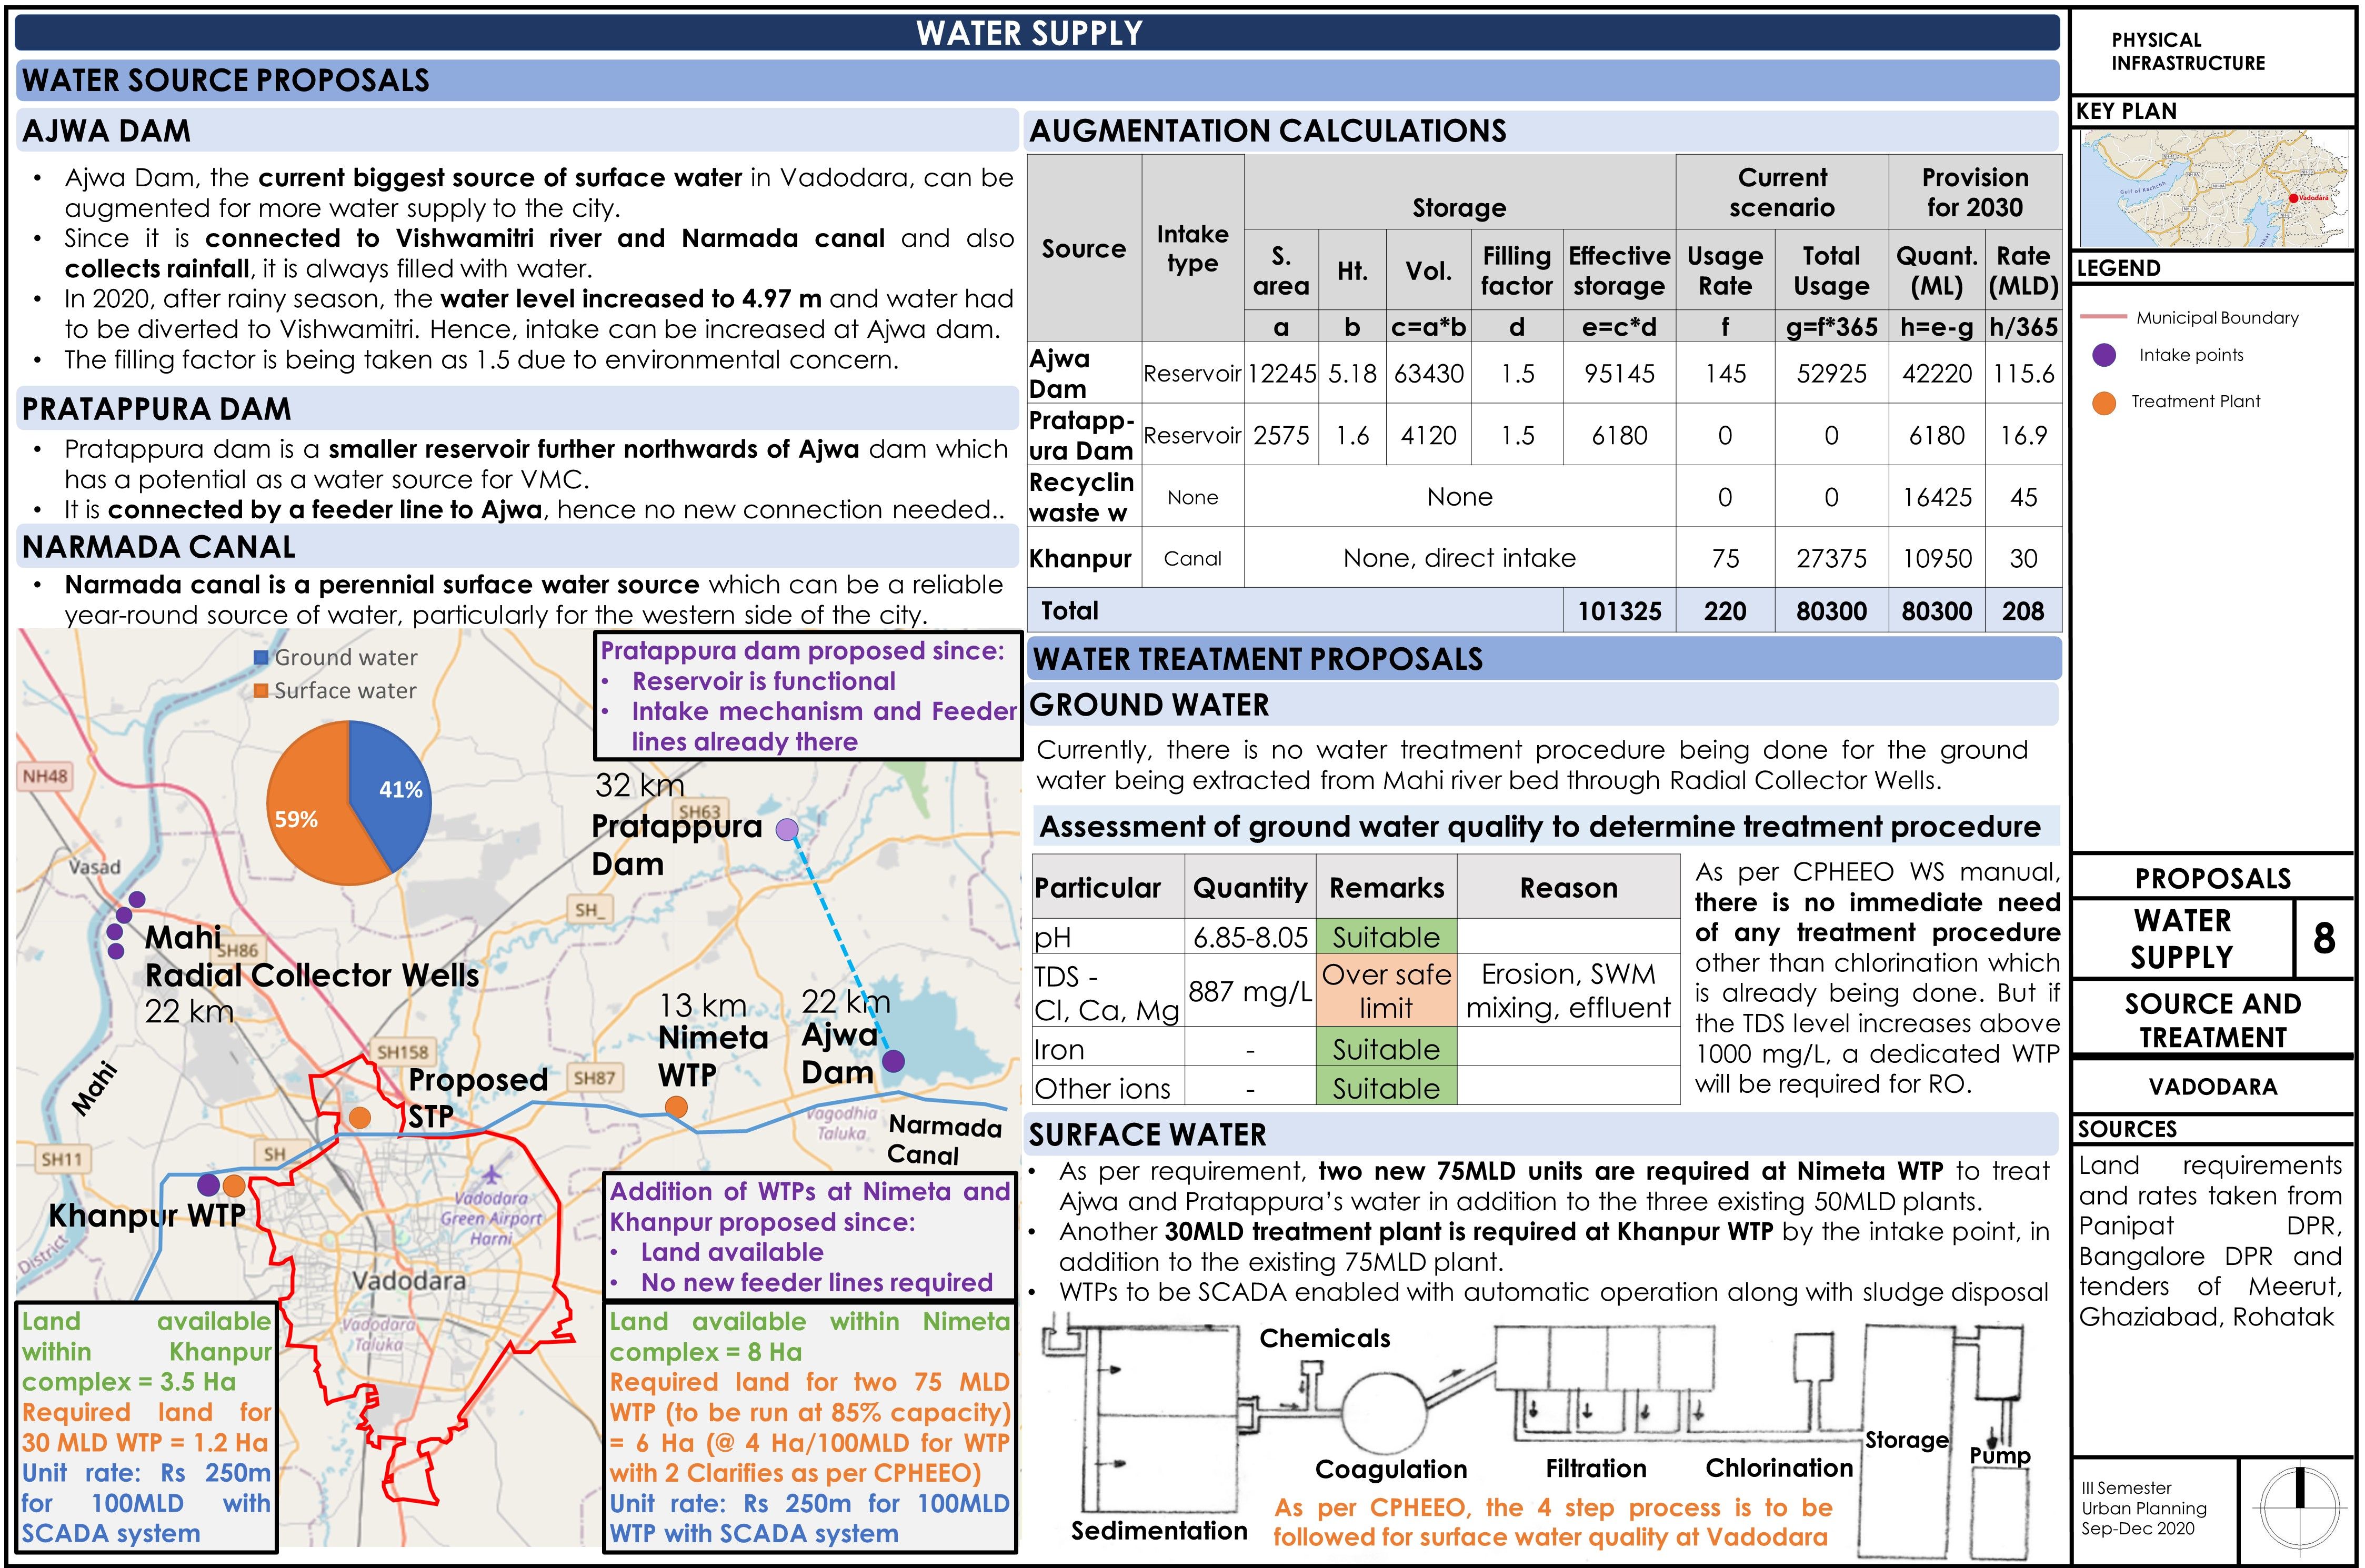 WATER SUPPLY
WATER SOURCE PROPOSALS
AJWA DAM
• Ajwa Dam, the current biggest source of surface water in Vadodara, can be
augmented for more water supply to the city.
• Since it is connected to Vishwamitri river and Narmada canal and also
collects rainfall, it is always filled with water.
• In 2020, after rainy season, the water level increased to 4.97 m and water had
to be diverted to Vishwamitri. Hence, intake can be increased at Ajwa dam.
• The filling factor is being taken as 1.5 due to environmental concern.
PRATAPPURA DAM
• Pratappura dam is a smaller reservoir further northwards of Ajwa dam which
has a potential as a water source for VMC.
• It is connected by a feeder line to Ajwa, hence no new connection needed..
NARMADA CANAL
• Narmada canal is a perennial surface water source which can be a reliable
year-round source of water, particularly for the western side of the city.
Ground water
Surface water
41%
59%
Pratappura dam proposed since:
• Reservoir is functional
• Intake mechanism and Feeder
lines already there
NH48
32 km
SH63
Pratappura
Dam
Vasad
SH_
Mahi
SH86
Radial Collector Wells
22 km
13 km
Nimeta
WTP
22 km
Ajwa
Dam
Mahi
SH158
Proposed
STP
SH87
Vagodhia
Taluka
Narmada
Canal
SH11
SH
Khanpur WTP
District
Vadodara
Green Airport
Harni
Vadodara
Vadodara
Taluka
Addition of WTPs at Nimeta and
Khanpur proposed since:
• Land available
• No new feeder lines required
Land available
within Khanpur
complex = 3.5 Ha
Required land for
30 MLD WTP = 1.2 Ha
Unit rate: Rs 250m
for 100MLD with
SCADA system
Land available within Nimeta
complex = 8 Ha
Required land for two 75 MLD
WTP (to be run at 85% capacity)
= 6 Ha (@ 4 Ha/100MLD for WTP
with 2 Clarifies as per CPHEEO)
Unit rate: Rs 250m for 100MLD
WTP with SCADA system
AUGMENTATION CALCULATIONS
Source Intake type Storage Current scenario Provision for 2030
S. area Ht. Vol. Filling factor Effective storage Usage Rate Total Usage Quant. (ML) Rate (MLD)
a b c=a*b d e=c*d f g=f*365 h=e-g h/365
Ajwa Dam Reservoir 12245 5.18 63430 1.5 95145 145 52925 42220 115.6
Pratapp-ura Dam Reservoir 2575 1.6 4120 1.5 6180 0 0 6180 16.9
Recyclin waste w None None 0 0 16425 45
Khanpur Canal None, direct intake 75 27375 10950 30
Total 101325 220 80300 80300 208
WATER TREATMENT PROPOSALS
GROUND WATER
Currently, there is no water treatment procedure being done for the ground
water being extracted from Mahi river bed through Radial Collector Wells.
Assessment of ground water quality to determine treatment procedure
Particular Quantity Remarks Reason
pH 6.85-8.05 Suitable
TDS - Cl, Ca, Mg 887 mg/L Over safe limit Erosion, SWM mixing, effluent
Iron - Suitable
Other ions - Suitable
As per CPHEEO WS manual,
there is no immediate need
of any treatment procedure
other than chlorination which
is already being done. But if
the TDS level increases above
1000 mg/L, a dedicated WTP
will be required for RO.
SURFACE WATER
• As per requirement, two new 75MLD units are required at Nimeta WTP to treat
Ajwa and Pratappura's water in addition to the three existing 50MLD plants.
• Another 30MLD treatment plant is required at Khanpur WTP by the intake point, in
addition to the existing 75MLD plant.
• WTPs to be SCADA enabled with automatic operation along with sludge disposal
Chemicals
Storage
Pump
Coagulation
Filtration
Chlorination
Sedimentation
As per CPHEEO, the 4 step process is to be
followed for surface water quality at Vadodara
PHYSICAL
INFRASTRUCTURE
KEY PLAN
Gulf of Kachchh
Vadodara
LEGEND
Municipal Boundary
Intake points
Treatment Plant
PROPOSALS
WATER
SUPPLY
8
SOURCE AND
TREATMENT
VADODARA
SOURCES
Land requirements
and rates taken from
Panipat DPR,
Bangalore DPR and
tenders of Meerut,
Ghaziabad, Rohatak
III Semester
Urban Planning
Sep-Dec 2020